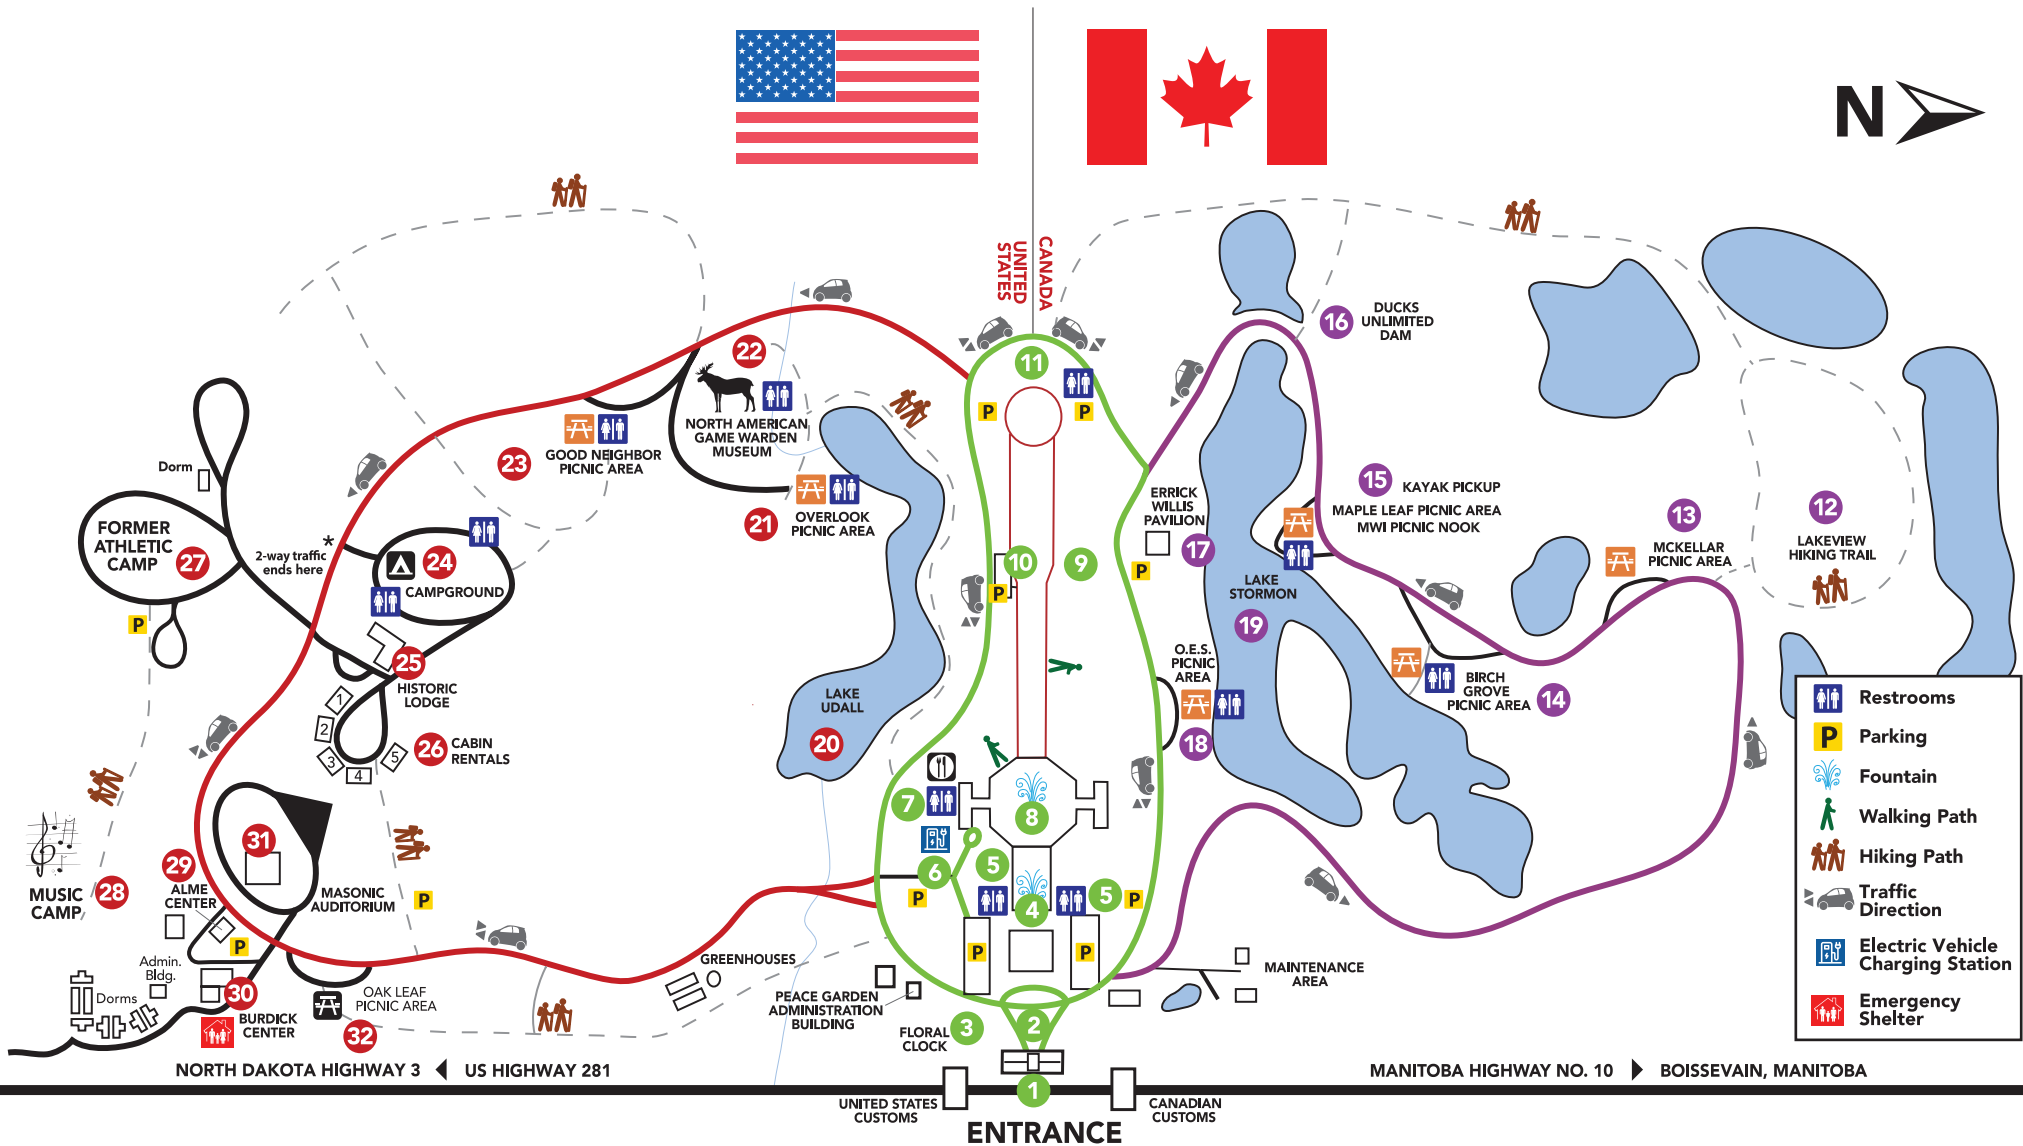 N
UNITED
STATES
CANADA
16
DUCKS
UNLIMITED
DAM
11
22
NORTH AMERICAN
GAME WARDEN
MUSEUM
P
P
23
GOOD NEIGHBOR
PICNIC AREA
21
OVERLOOK
PICNIC AREA
Dorm
FORMER
ATHLETIC
CAMP
27
P
*
2-way traffic
ends here
24
CAMPGROUND
25
HISTORIC
LODGE
1
2
3
4
5
26
CABIN
RENTALS
10
P
9
ERRICK
WILLIS
PAVILION
17
P
15
KAYAK PICKUP
MAPLE LEAF PICNIC AREA
MWI PICNIC NOOK
13
MCKELLAR
PICNIC AREA
12
LAKEVIEW
HIKING TRAIL
LAKE
STORMON
19
O.E.S.
PICNIC
AREA
18
BIRCH
GROVE
PICNIC AREA
14
LAKE
UDALL
20
7
8
6
5
5
4
P
P
P
P
31
MASONIC
AUDITORIUM
P
29
ALME
CENTER
P
MUSIC
CAMP
28
Admin.
Bldg.
Dorms
30
BURDICK
CENTER
OAK LEAF
PICNIC AREA
32
GREENHOUSES
PEACE GARDEN
ADMINISTRATION
BUILDING
FLORAL
CLOCK
3
2
MAINTENANCE
AREA
Restrooms
P
Parking
Fountain
Walking Path
Hiking Path
Traffic
Direction
Electric Vehicle
Charging Station
Emergency
Shelter
NORTH DAKOTA HIGHWAY 3
US HIGHWAY 281
MANITOBA HIGHWAY NO. 10
BOISSEVAIN, MANITOBA
1
UNITED STATES
CUSTOMS
CANADIAN
CUSTOMS
ENTRANCE